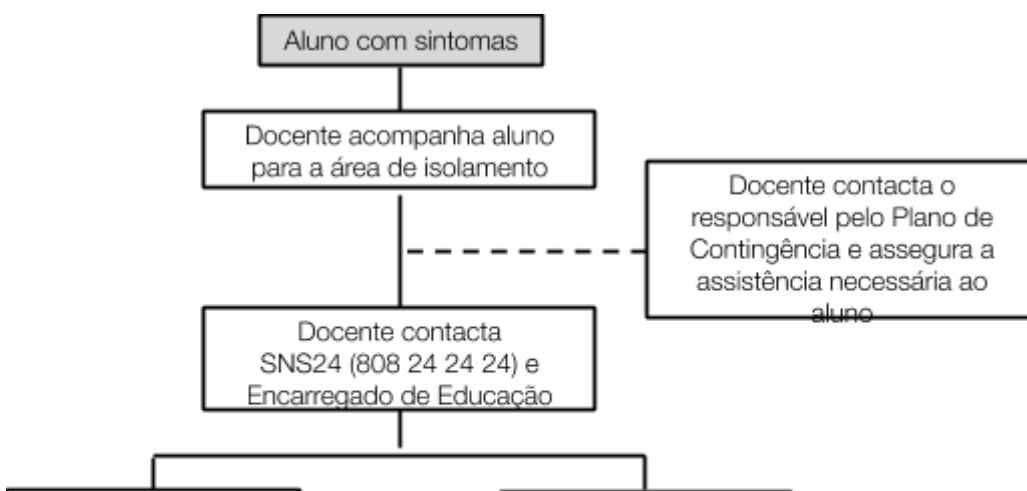 Aluno com sintomas
Docente acompanha aluno
para a área de isolamento
Docente contacta o
responsável pelo Plano de
Contingência e assegura a
assistência necessária ao
aluno
Docente contacta
SNS24 (808 24 24 24) e
Encarregado de Educação